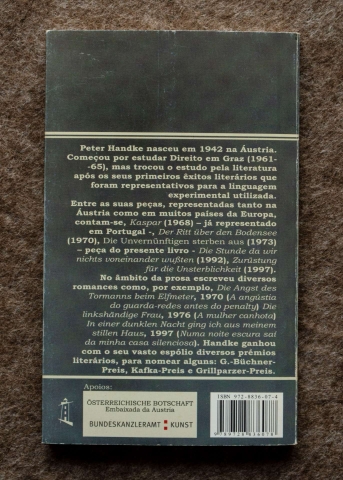 Peter Handke nasceu em 1942 na Áustria.
Começou por estudar Direito em Graz (1961-
-65), mas trocou o estudo pela literatura
após os seus primeiros êxitos literários que
foram representativos para a linguagem
experimental utilizada.
Entre as suas peças, representadas tanto na
Áustria como em muitos países da Europa,
contam-se, Kaspar (1968) – já representado
em Portugal -, Der Ritt über den Bodensee
(1970), Die Unvernünftigen sterben aus (1973)
– peça do presente livro - Die Stunde da wir
nichts voneinander wußten (1992), Zurüstung
für die Unsterblichkeit (1997).
No âmbito da prosa escreveu diversos
romances como, por exemplo, Die Angst des
Tormanns beim Elfmeter, 1970 (A angústia
do guarda-redes antes do penalty) Die
linkshändige Frau, 1976 (A mulher canhota)
In einer dunklen Nacht ging ich aus meinem
stillen Haus, 1997 (Numa noite escura saí
da minha casa silenciosa). Handke ganhou
com o seu vasto espólio diversos prémios
literários, para nomear alguns: G.-Büchner-
Preis, Kafka-Preis e Grillparzer-Preis.
Apoios:
ÖSTERREICHISCHE BOTSCHAFT
Embaixada da Austria
BUNDESKANZLERAMT KUNST
ISBN 972-8836-07-4